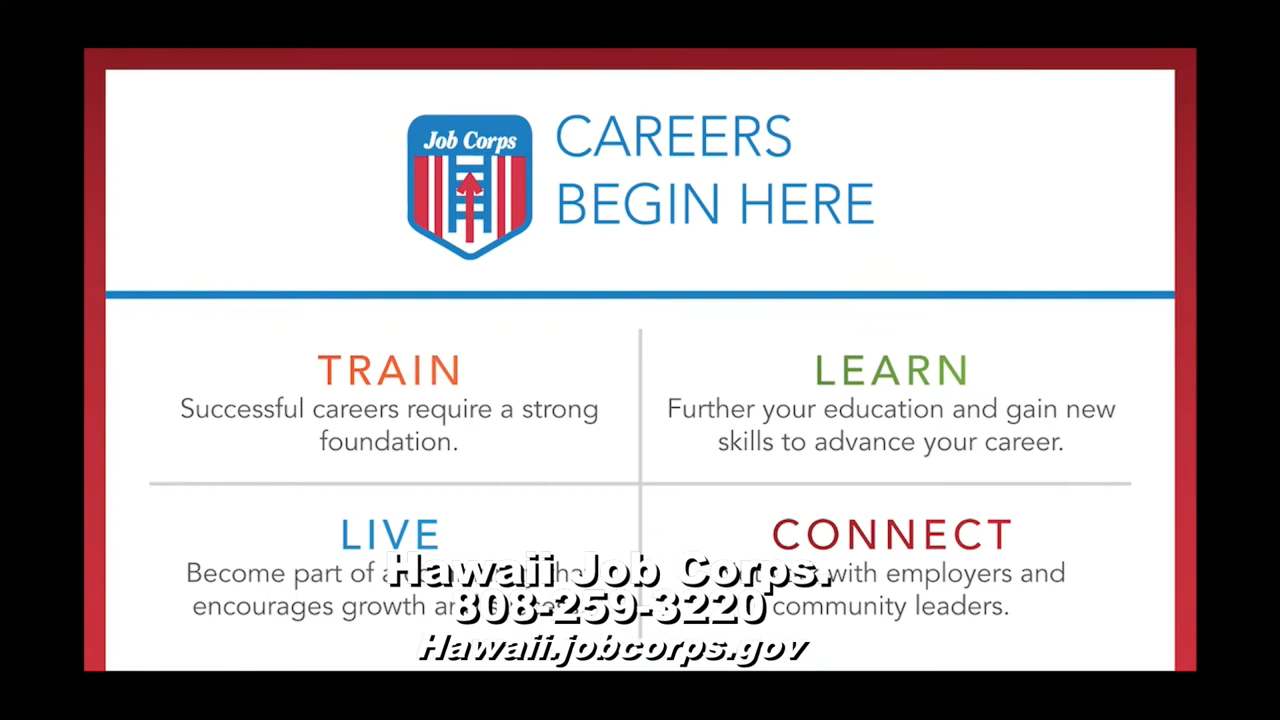 Job Corps
CAREERS
BEGIN HERE
TRAIN
Successful careers require a strong
foundation.
LEARN
Further your education and gain new
skills to advance your career.
LIVE
Become part of a
encourages growth an
CONNECT
with employers and
community leaders.
Hawaii Job Corps.
808-259-3220
Hawaii.jobcorps.gov